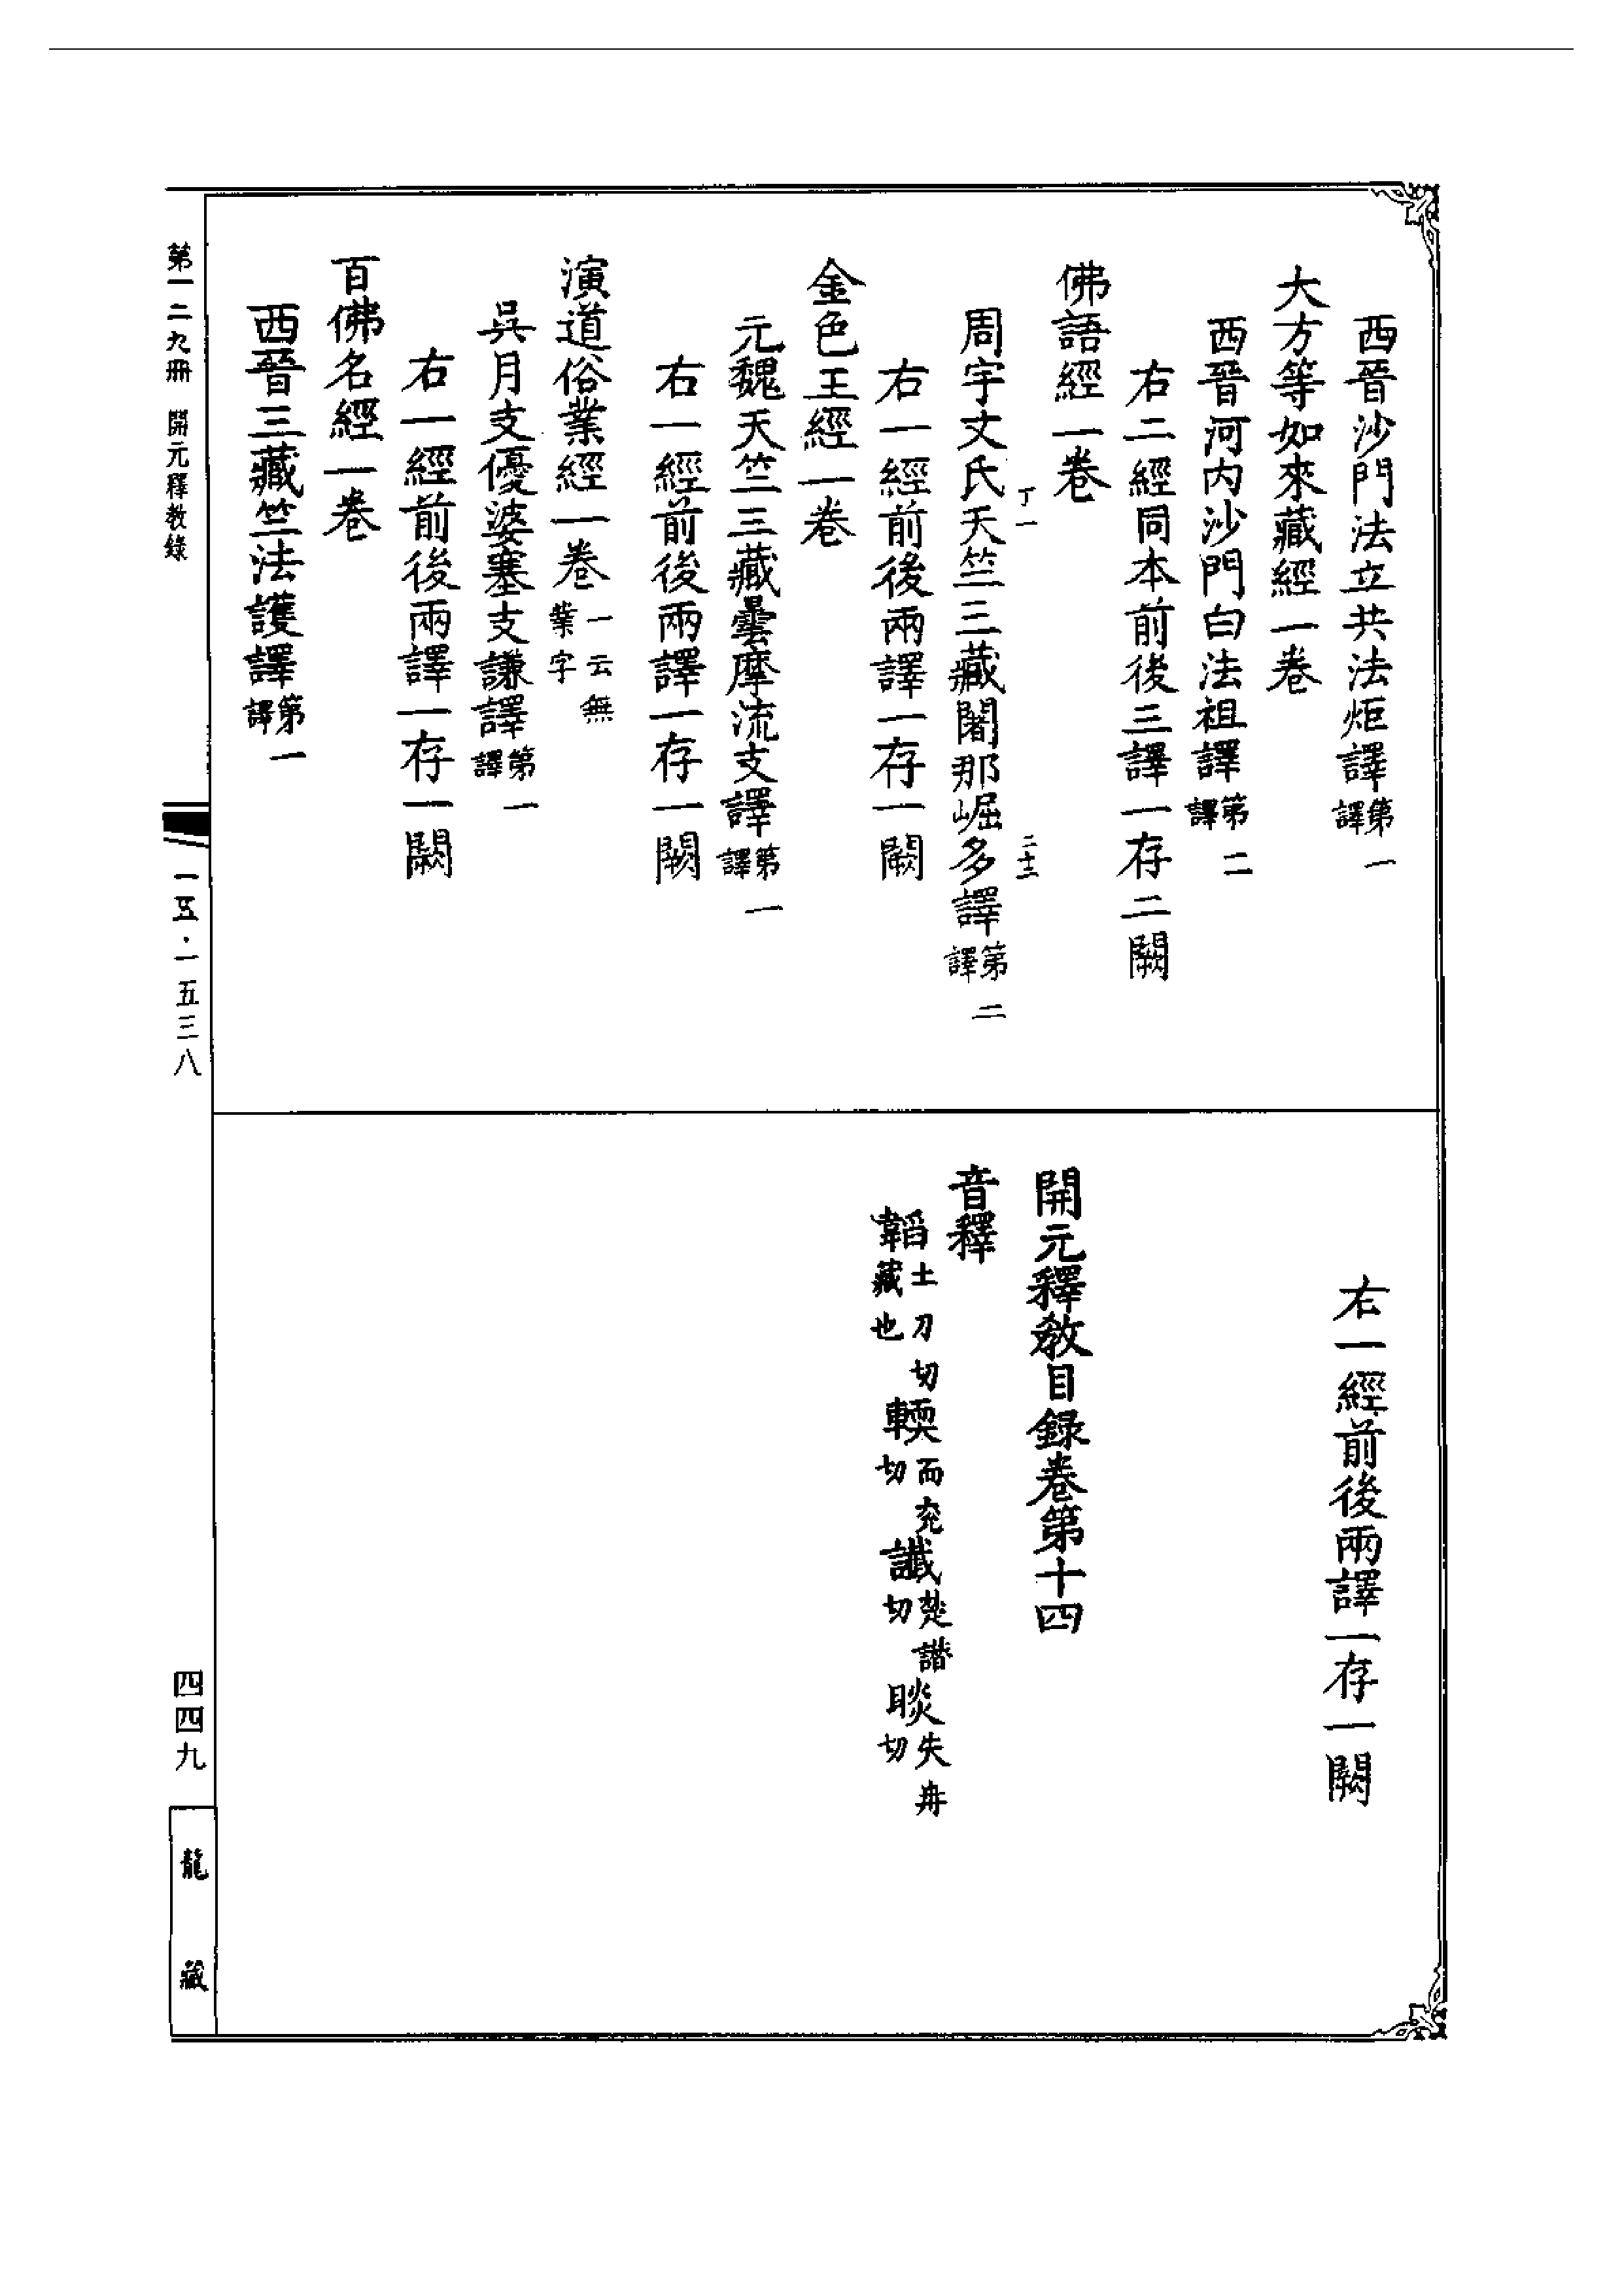 西晉沙門法立共法炬譯第一譯
大方等如來藏經一卷
西晉河内沙門白法祖譯第二譯
右二經同本前後三譯一存二闕
佛語經一卷
丁一
二十三
周宇文氏天竺三藏闍那崛多譯第二譯
右一經前後兩譯一存一闕
金色王經一卷
元魏天竺三藏曇摩流支譯第一譯
右一經前後兩譯一存一闕
演道俗業經一卷一云無業字
吳月支優婆塞支謙譯第一譯
右一經前後兩譯一存一闕
百佛名經一卷
西晉三藏竺法護譯第一譯
右一經前後兩譯一存一闕
開元釋教目録卷第十四
音釋
韜土刀切藏也 輭而兖切 讖楚譛切 睒失冉切
第一二九冊 開元釋教錄
一五·一五三八
四四九
龍藏